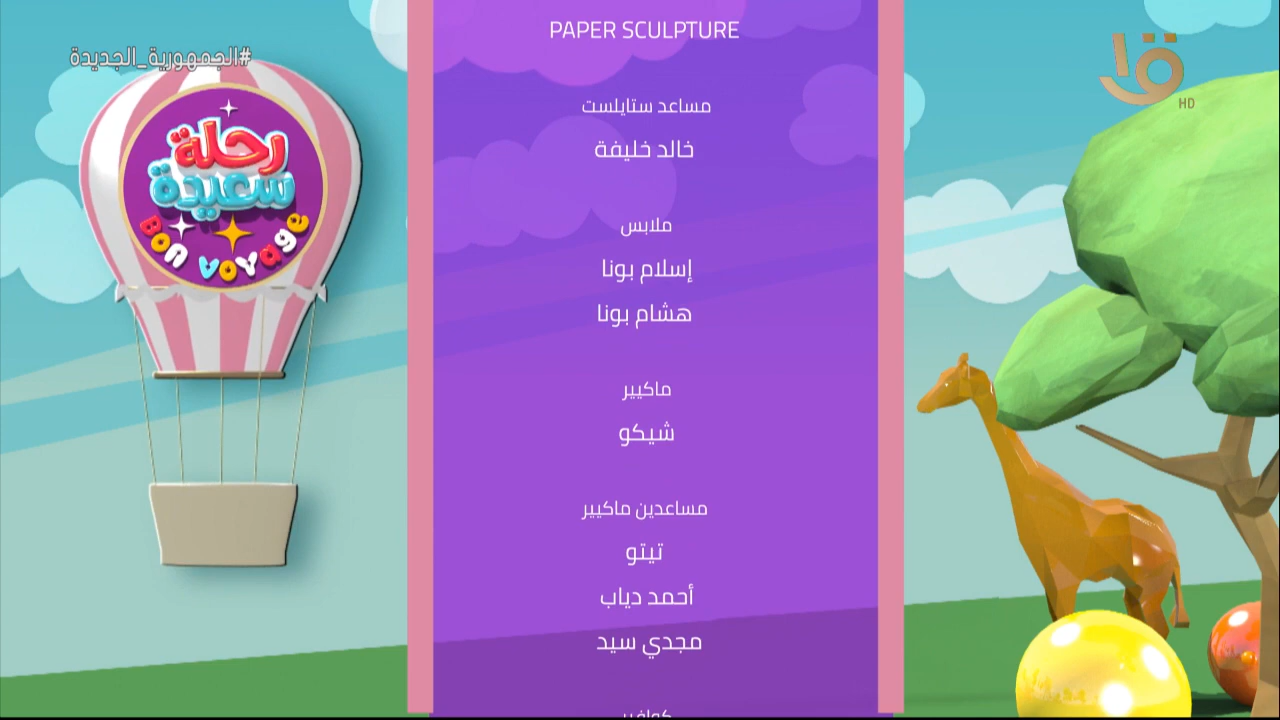 #الجمهورية_الجديدة
HD
رحلة
سعيدة
BON VOYAGE
PAPER SCULPTURE
مساعد ستايلست
خالد خليفة
ملابس
إسلام بونا
هشام بونا
ماكيير
شيكو
مساعدين ماكيير
تيتو
أحمد دياب
مجدي سيد